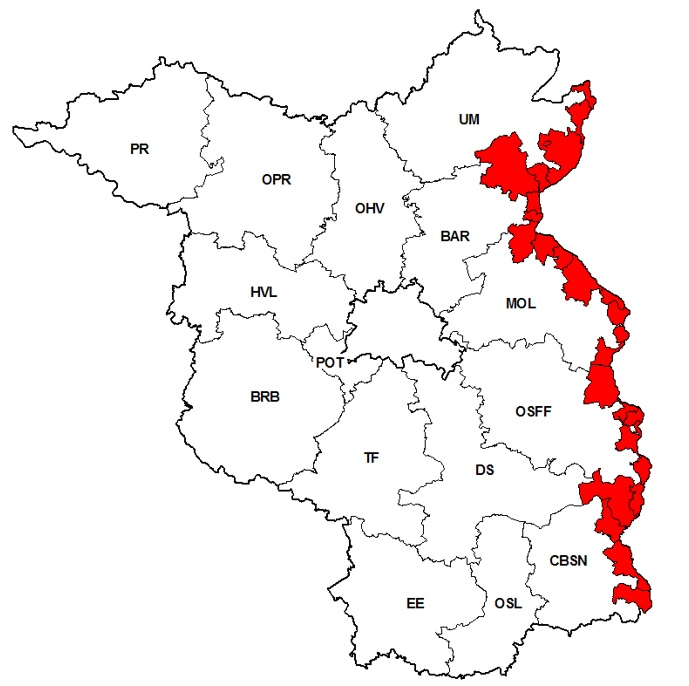 UM
PR
OPR
OHV
BAR
HVL
MOL
POT
BRB
OSFF
TF
DS
CBSN
EE
OSL